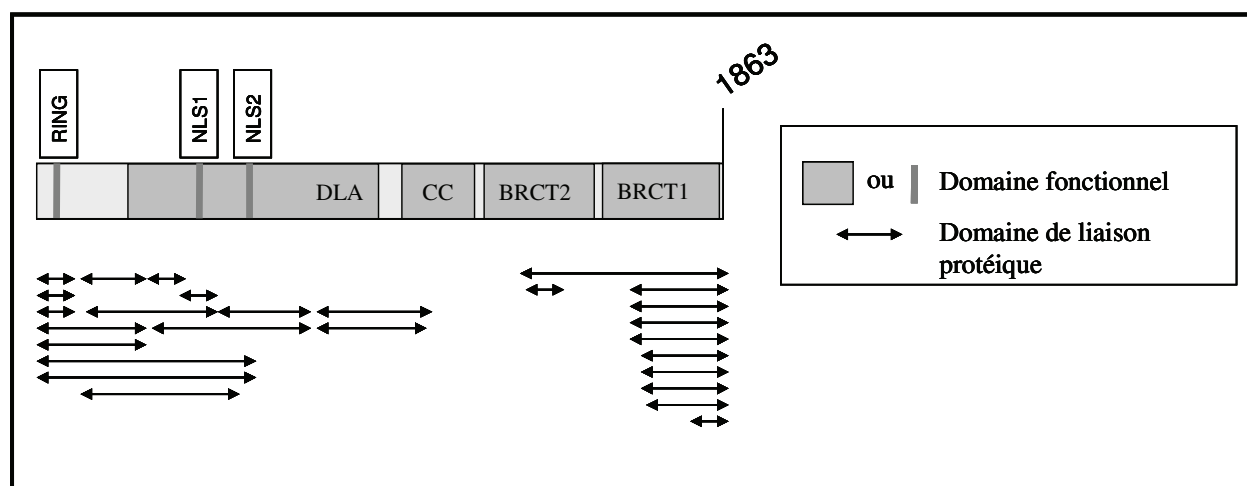 RING
NLS1
NLS2
1863
DLA
CC
BRCT2
BRCT1
ou
Domaine fonctionnel
Domaine de liaison
protéique